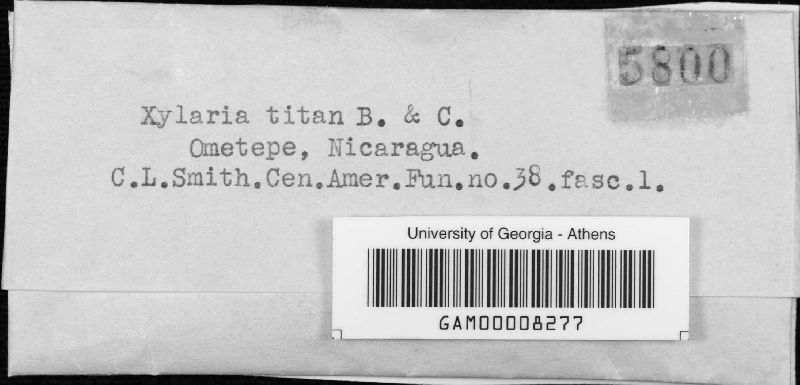 5800
Xylaria titan B. & C.
Ometepe, Nicaragua.
C.L.Smith.Cen.Amer.Fun.no.38.fasc.1.
University of Georgia - Athens
GAM00008277